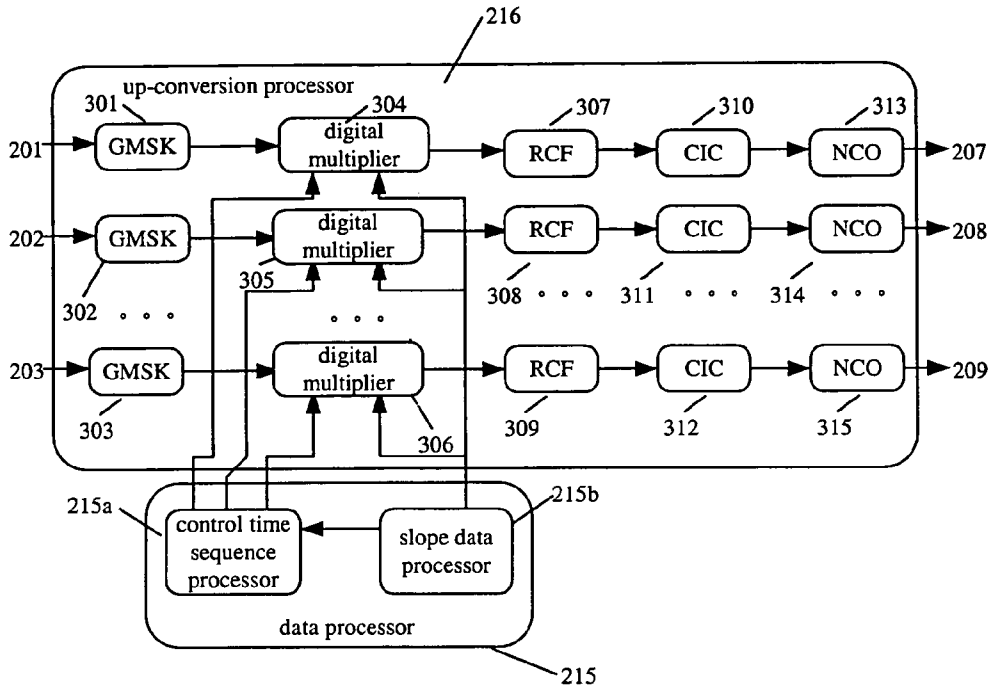 216
up-conversion processor
301
304
307
310
313
201
GMSK
digital
multiplier
RCF
CIC
NCO
207
202
GMSK
digital
multiplier
RCF
CIC
NCO
208
302
305
308
311
314
203
GMSK
digital
multiplier
RCF
CIC
NCO
209
303
306
309
312
315
215a
control time
sequence
processor
slope data
processor
215b
data processor
215